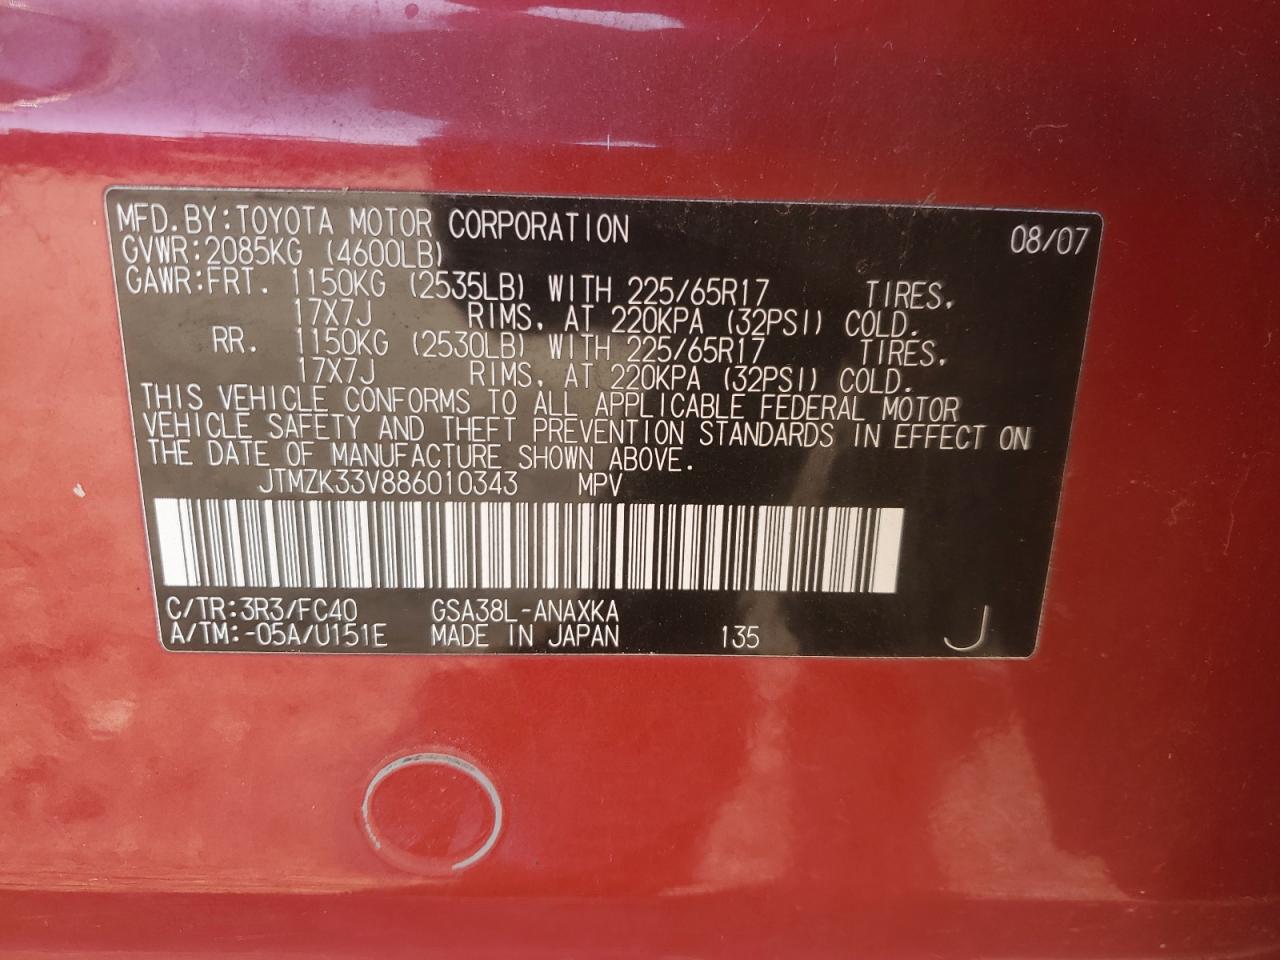 MFD.BY:TOYOTA MOTOR CORPORATION 08/07
GVWR:2085KG (4600LB)
GAWR:FRT. 1150KG (2535LB) WITH 225/65R17 TIRES,
17X7J RIMS, AT 220KPA (32PSI) COLD.
RR. 1150KG (2530LB) WITH 225/65R17 TIRES,
17X7J RIMS, AT 220KPA (32PSI) COLD.
THIS VEHICLE CONFORMS TO ALL APPLICABLE FEDERAL MOTOR
VEHICLE SAFETY AND THEFT PREVENTION STANDARDS IN EFFECT ON
THE DATE OF MANUFACTURE SHOWN ABOVE.
JTMZK33V886010343 MPV
C/TR:3R3/FC40 GSA38L-ANAXKA
A/TM:-05A/U151E MADE IN JAPAN 135 J